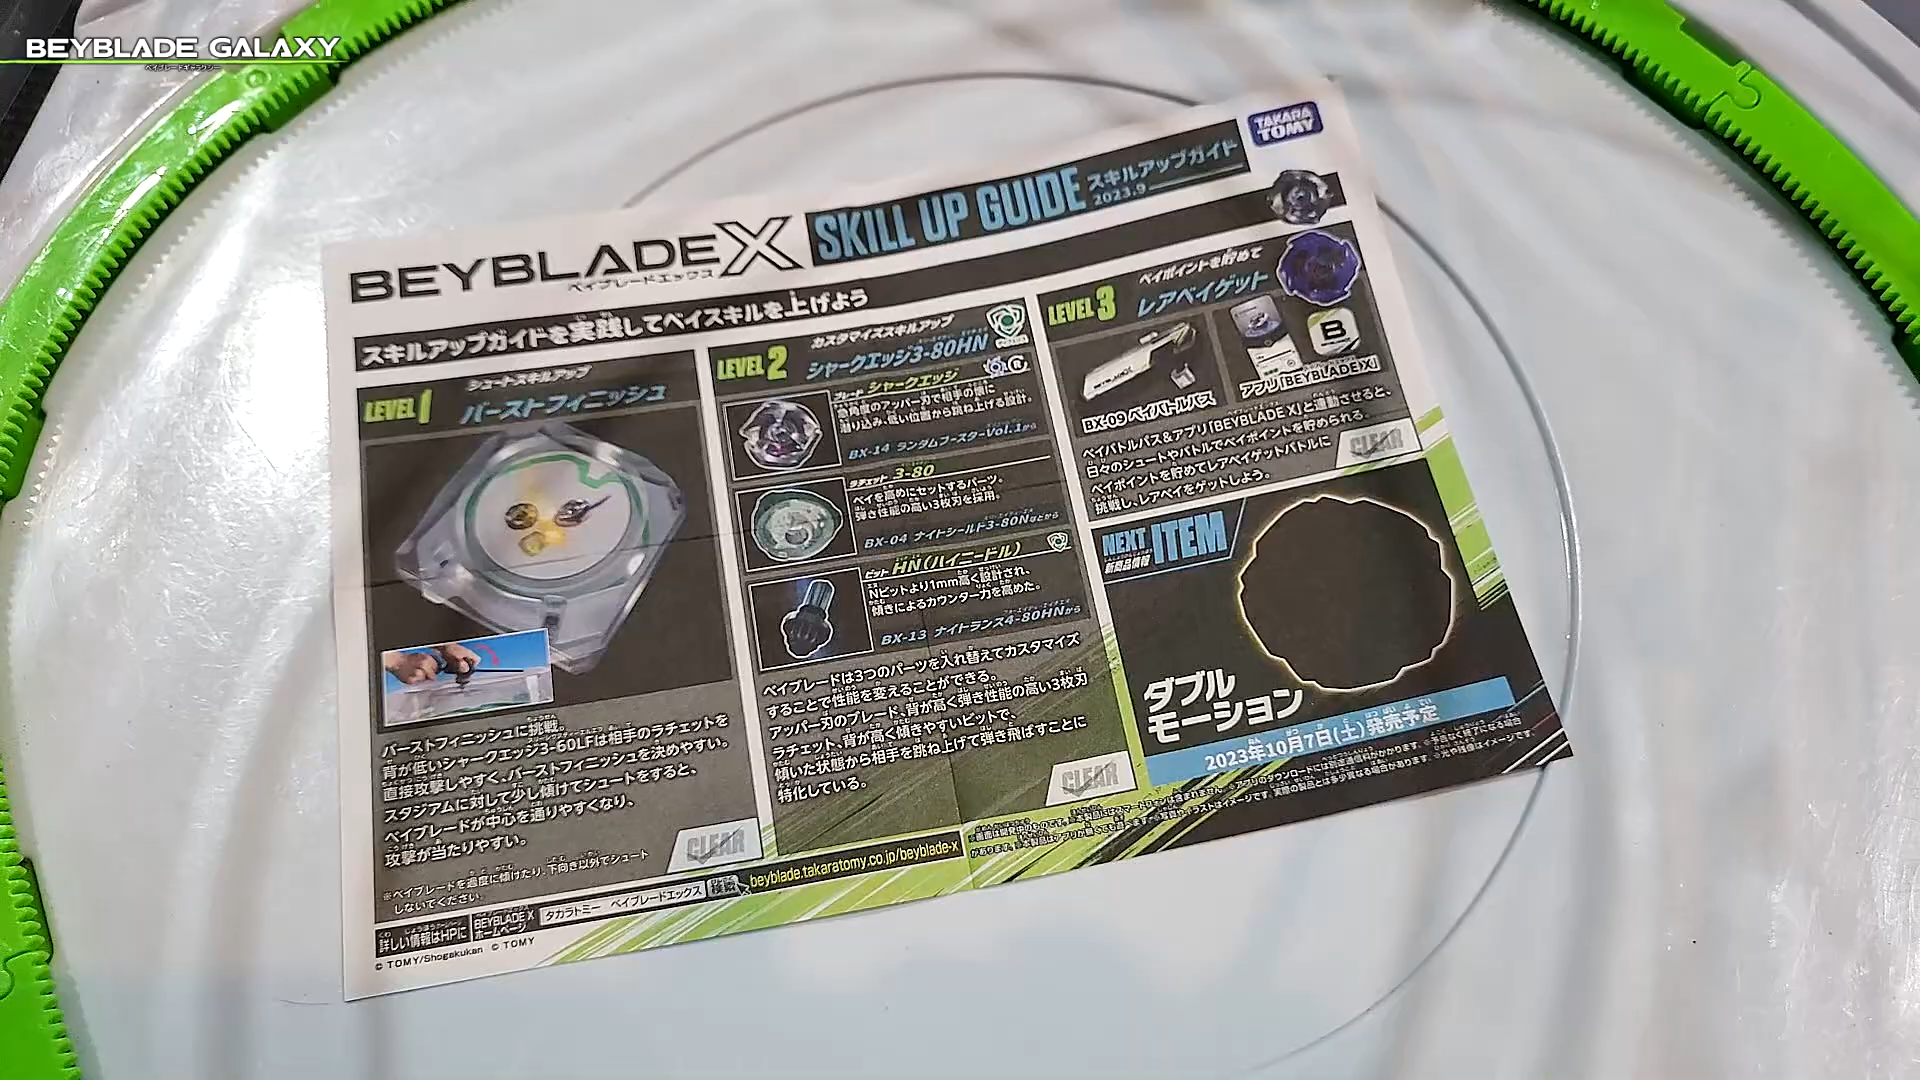 BEYBLADE GALAXY
ベイブレードギャラクシー
TAKARA
TOMY
BEYBLADE X
ベイブレードエックス
SKILL UP GUIDE
スキルアップガイド
2023.9
スキルアップガイドを実践してベイスキルを上げよう
LEVEL 1
シュートスキルアップ
バーストフィニッシュ
バーストフィニッシュに挑戦。
背が低いシャークエッジ3-60LFは相手のラチェットを
直接攻撃しやすく、バーストフィニッシュを決めやすい。
スタジアムに対して少し傾けてシュートをすると、
ベイブレードが中心を通りやすくなり、
攻撃が当たりやすい。
※ベイブレードを過度に傾けたり、下向き以外でシュート
しないでください。
CLEAR
LEVEL 2
カスタマイズスキルアップ
シャークエッジ3-80HN
ブレード シャークエッジ
急角度のアッパー刃で相手の懐に
潜り込み、低い位置から跳ね上げる設計。
BX-14 ランダムブースターVol.1から
ラチェット 3-80
ベイを高めにセットするパーツ。
弾き性能の高い3枚刃を採用。
BX-04 ナイトシールド3-80Nなどから
ビット HN(ハイニードル)
Nビットより1mm高く設計され、
傾きによるカウンター力を高めた。
BX-13 ナイトランス4-80HNから
ベイブレードは3つのパーツを入れ替えてカスタマイズ
することで性能を変えることができる。
アッパー刃のブレード、背が高く弾き性能の高い3枚刃
ラチェット、背が高く傾きやすいビットで、
傾いた状態から相手を跳ね上げて弾き飛ばすことに
特化している。
CLEAR
LEVEL 3
ベイポイントを貯めて
レアベイゲット
B
BX-09 ベイバトルパス
アプリ「BEYBLADE X」
ベイバトルパス&アプリ「BEYBLADE X」と連動させると、
日々のシュートやバトルでベイポイントを貯められる。
ベイポイントを貯めてレアベイゲットバトルに
挑戦し、レアベイをゲットしよう。
CLEAR
NEXT ITEM
新商品情報
ダブル
モーション
2023年10月7日(土)発売予定
詳しい情報はHPに
BEYBLADE X
ホームページ
タカラトミー ベイブレードエックス
検索
beyblade.takaratomy.co.jp/beyblade-x
© TOMY/Shogakukan © TOMY